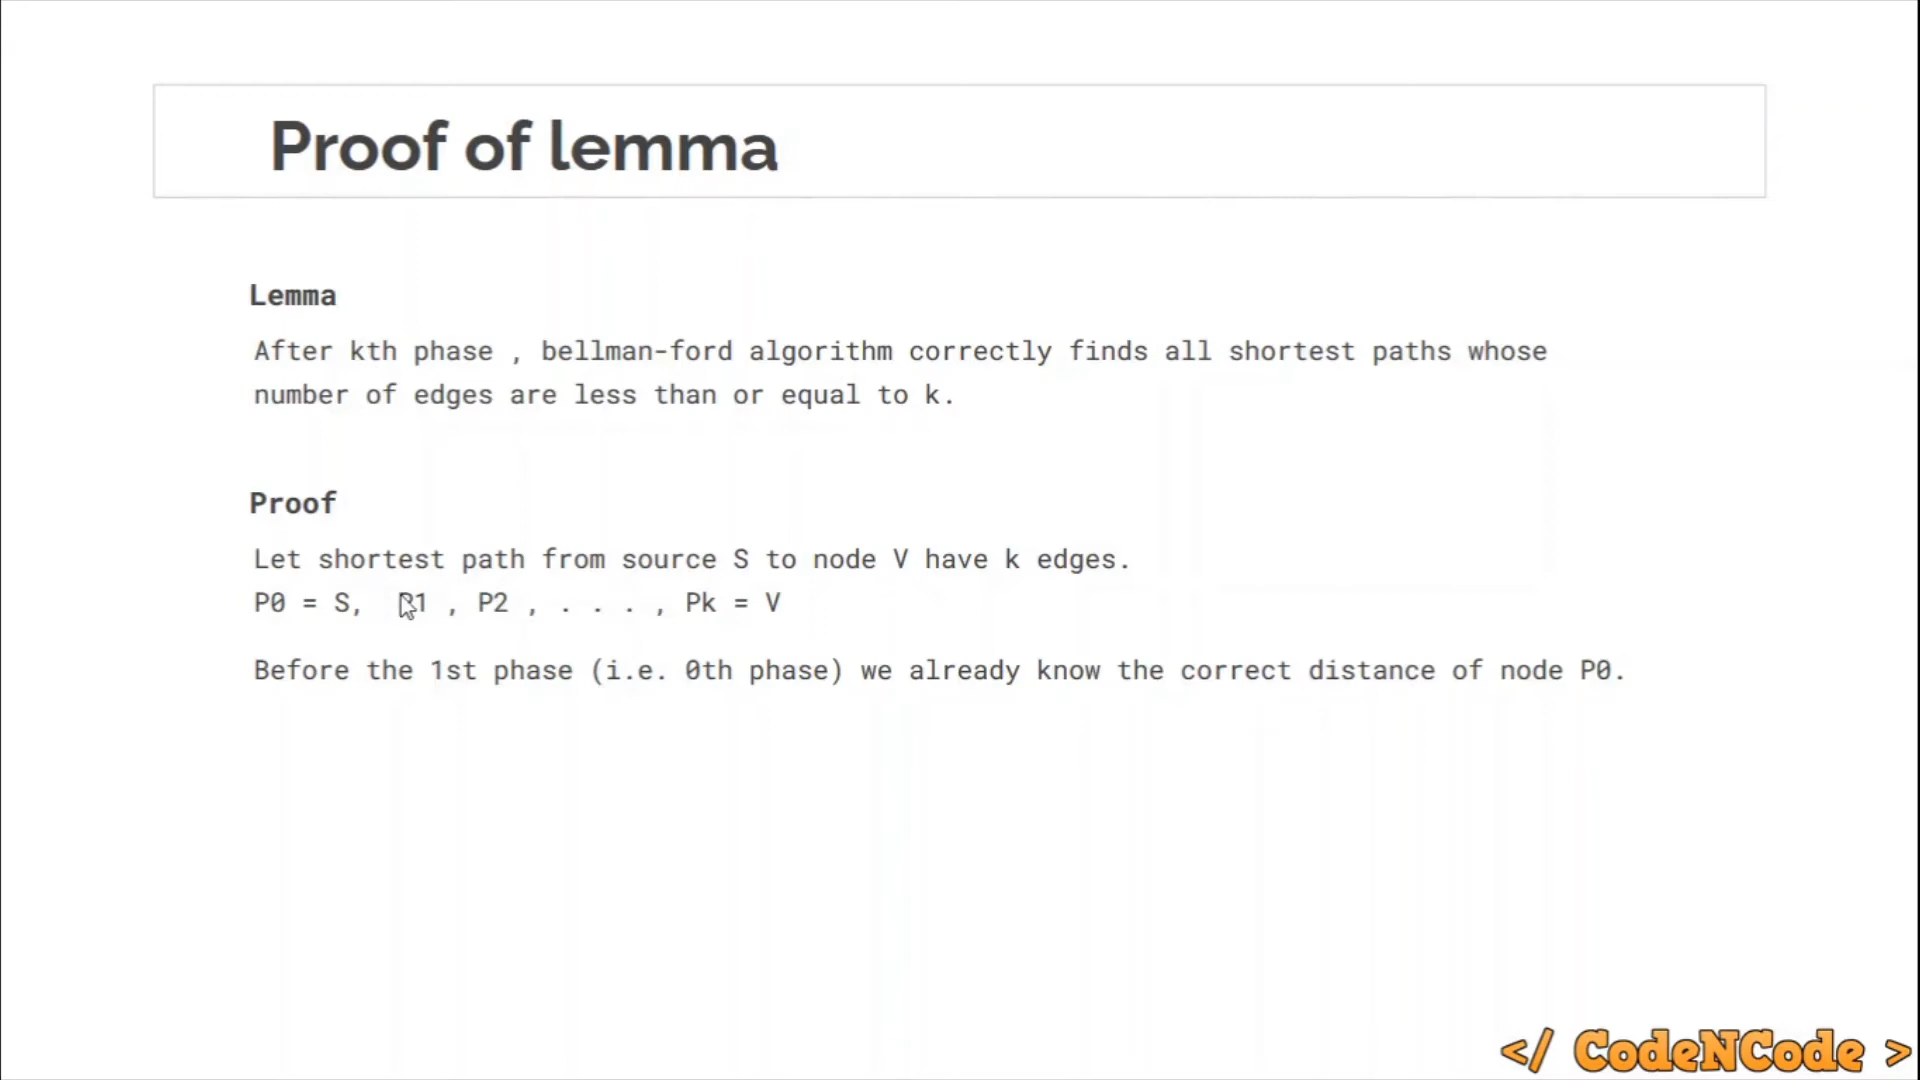 Proof of lemma
Lemma
After kth phase , bellman-ford algorithm correctly finds all shortest paths whose
number of edges are less than or equal to k.
Proof
Let shortest path from source S to node V have k edges.
P0 = S, P1 , P2 , . . . , Pk = V
Before the 1st phase (i.e. 0th phase) we already know the correct distance of node P0.
</ CodeNCode >